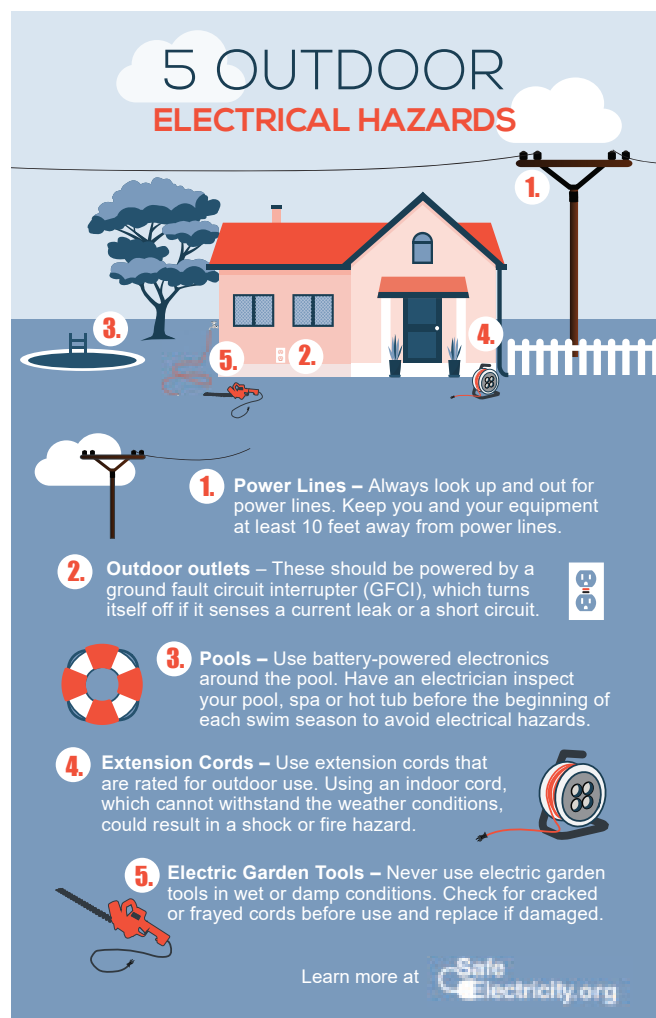 5 OUTDOOR
ELECTRICAL HAZARDS
1.
3.
4.
5.
2.
1.
Power Lines – Always look up and out for
power lines. Keep you and your equipment
at least 10 feet away from power lines.
2.
Outdoor outlets – These should be powered by a
ground fault circuit interrupter (GFCI), which turns
itself off if it senses a current leak or a short circuit.
3.
Pools – Use battery-powered electronics
around the pool. Have an electrician inspect
your pool, spa or hot tub before the beginning of
each swim season to avoid electrical hazards.
4.
Extension Cords – Use extension cords that
are rated for outdoor use. Using an indoor cord,
which cannot withstand the weather conditions,
could result in a shock or fire hazard.
5.
Electric Garden Tools – Never use electric garden
tools in wet or damp conditions. Check for cracked
or frayed cords before use and replace if damaged.
Learn more at
Safe
Electricity.org